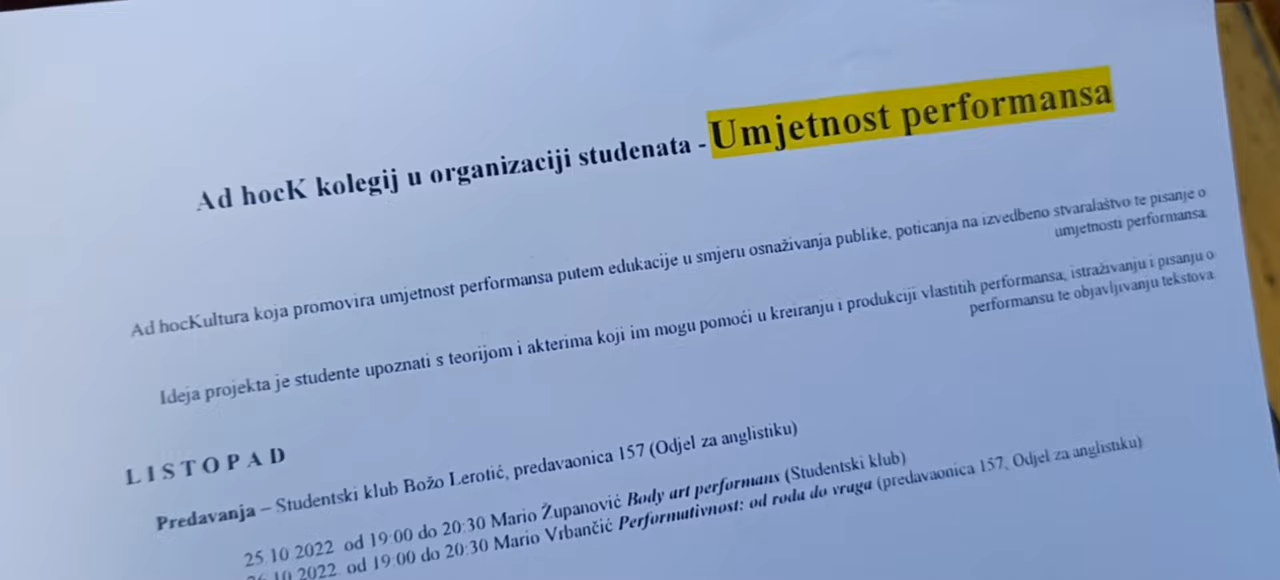 Ad hocK kolegij u organizaciji studenata - Umjetnost performansa
Ad hocKultura koja promovira umjetnost performansa putem edukacije u smjeru osnaživanja publike, poticanja na izvedbeno stvaralaštvo te pisanje o
umjetnosti performansa.
Ideja projekta je studente upoznati s teorijom i akterima koji im mogu pomoći u kreiranju i produkciji vlastitih performansa, istraživanju i pisanju o
performansu te objavljivanju tekstova.
LISTOPAD
Predavanja – Studentski klub Božo Lerotić, predavaonica 157 (Odjel za anglistiku)
25.10.2022. od 19:00 do 20:30 Mario Županović Body art performans (Studentski klub)
26.10.2022. od 19:00 do 20:30 Mario Vrbančić Performativnost: od roda do vraga (predavaonica 157, Odjel za anglistiku)